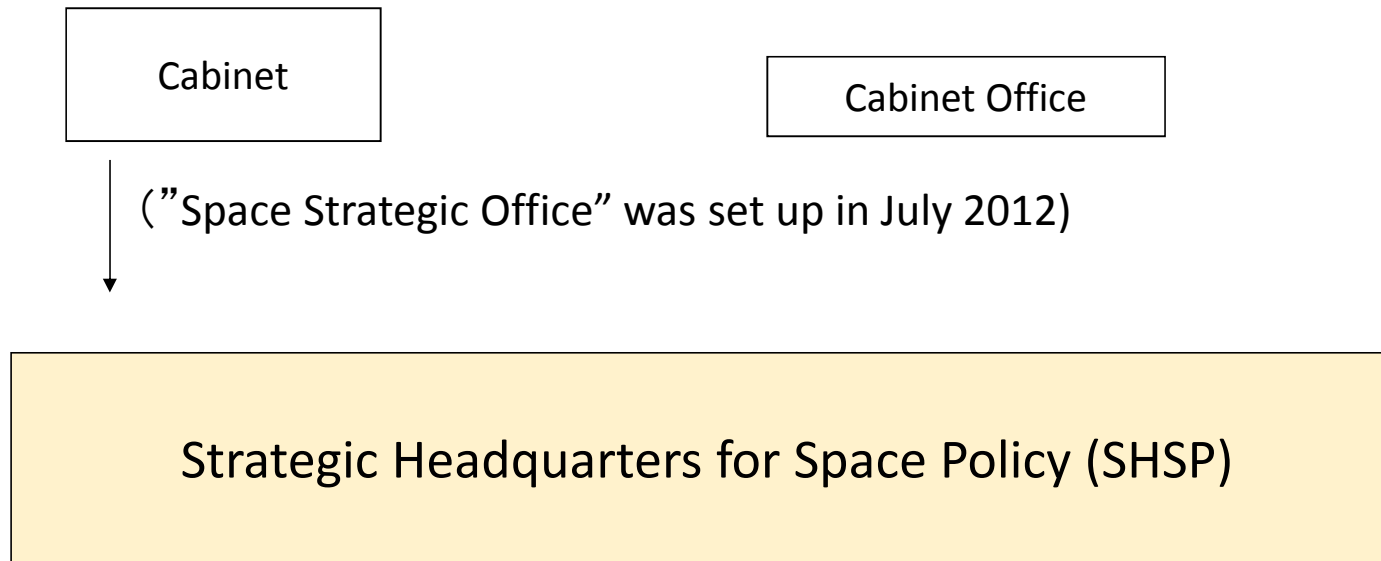 Cabinet
Cabinet Office
（”Space Strategic Office” was set up in July 2012)
Strategic Headquarters for Space Policy (SHSP)